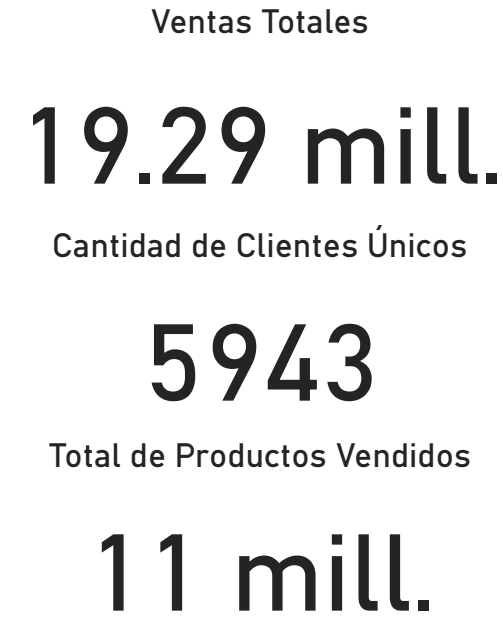 Ventas Totales
19.29 mill.
Cantidad de Clientes Únicos
5943
Total de Productos Vendidos
11 mill.